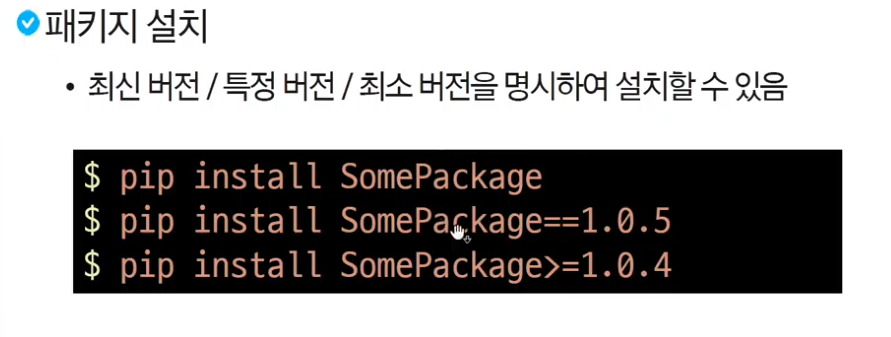 패키지 설치
• 최신 버전 / 특정 버전 / 최소 버전을 명시하여 설치할 수 있음
$ pip install SomePackage
$ pip install SomePackage==1.0.5
$ pip install SomePackage>=1.0.4